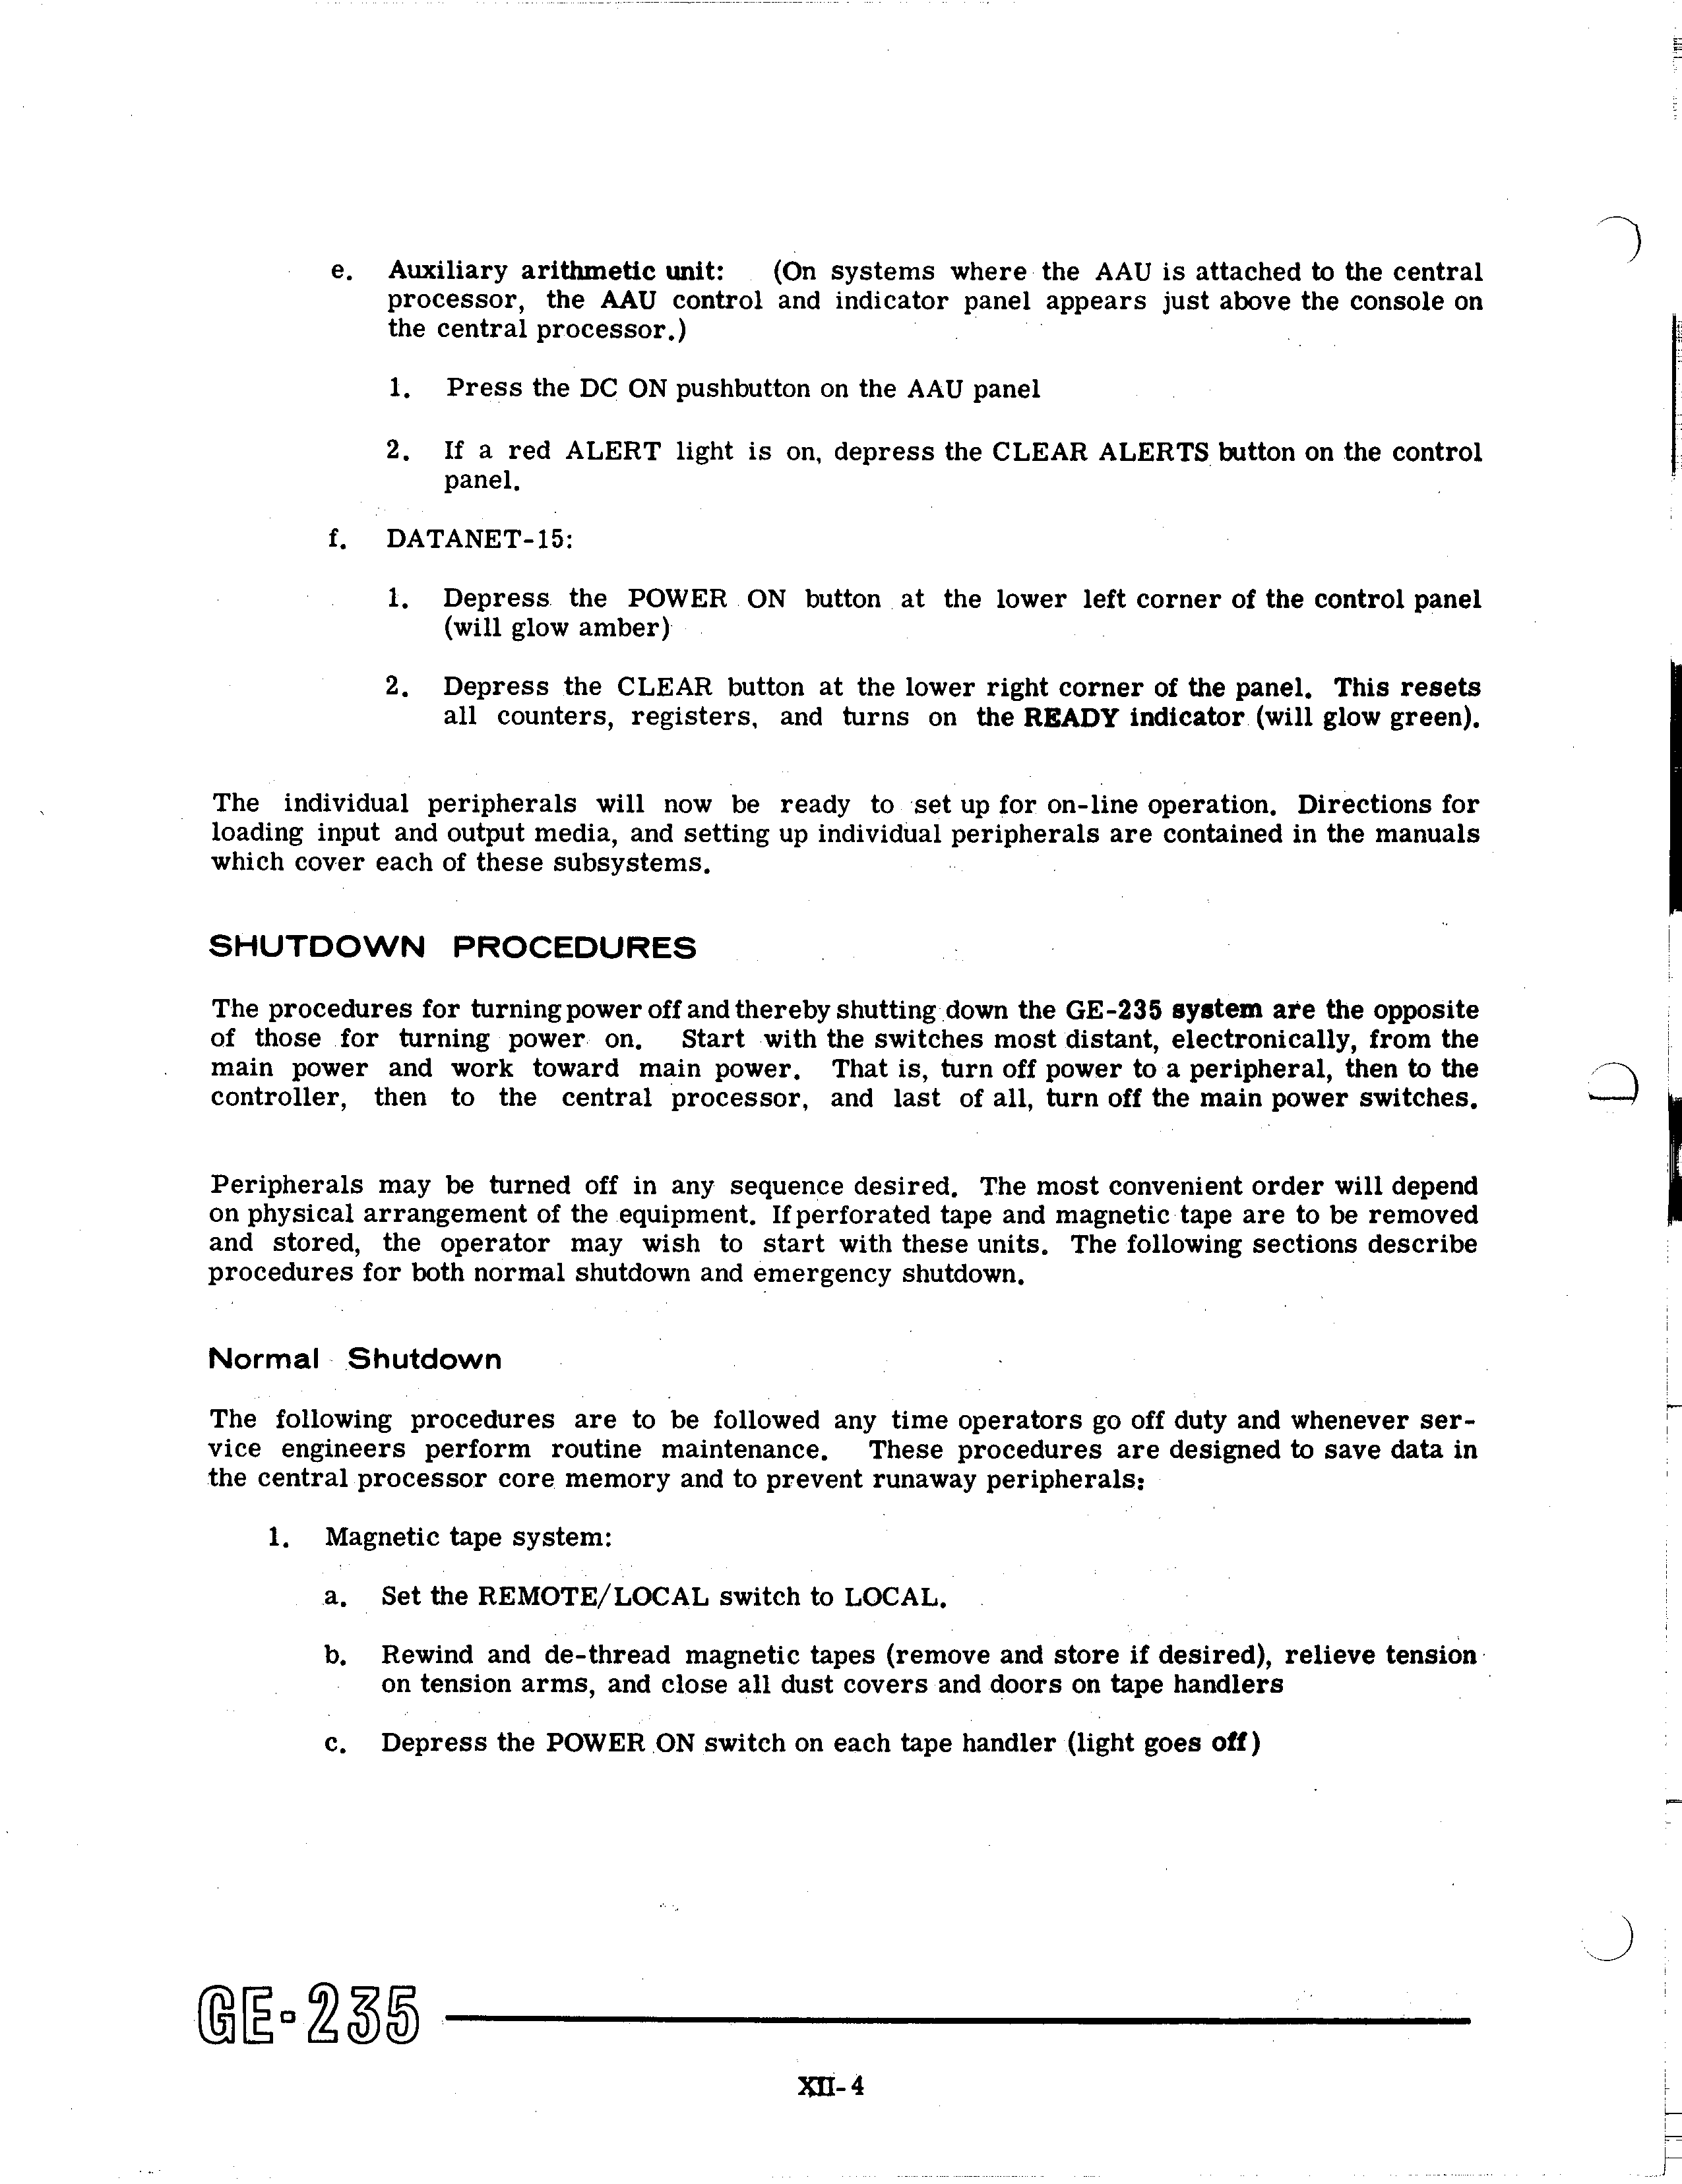 e. Auxiliary arithmetic unit: (On systems where the AAU is attached to the central
processor, the AAU control and indicator panel appears just above the console on
the central processor.)
1. Press the DC ON pushbutton on the AAU panel
2. If a red ALERT light is on, depress the CLEAR ALERTS button on the control
panel.
f. DATANET-15:
1. Depress the POWER ON button at the lower left corner of the control panel
(will glow amber)
2. Depress the CLEAR button at the lower right corner of the panel. This resets
all counters, registers, and turns on the READY indicator (will glow green).
The individual peripherals will now be ready to set up for on-line operation. Directions for
loading input and output media, and setting up individual peripherals are contained in the manuals
which cover each of these subsystems.
SHUTDOWN PROCEDURES
The procedures for turning power off and thereby shutting down the GE-235 system are the opposite
of those for turning power on. Start with the switches most distant, electronically, from the
main power and work toward main power. That is, turn off power to a peripheral, then to the
controller, then to the central processor, and last of all, turn off the main power switches.
Peripherals may be turned off in any sequence desired. The most convenient order will depend
on physical arrangement of the equipment. If perforated tape and magnetic tape are to be removed
and stored, the operator may wish to start with these units. The following sections describe
procedures for both normal shutdown and emergency shutdown.
Normal Shutdown
The following procedures are to be followed any time operators go off duty and whenever ser-
vice engineers perform routine maintenance. These procedures are designed to save data in
the central processor core memory and to prevent runaway peripherals:
1. Magnetic tape system:
a. Set the REMOTE/LOCAL switch to LOCAL.
b. Rewind and de-thread magnetic tapes (remove and store if desired), relieve tension
on tension arms, and close all dust covers and doors on tape handlers
c. Depress the POWER ON switch on each tape handler (light goes off)
GE-235
XII-4